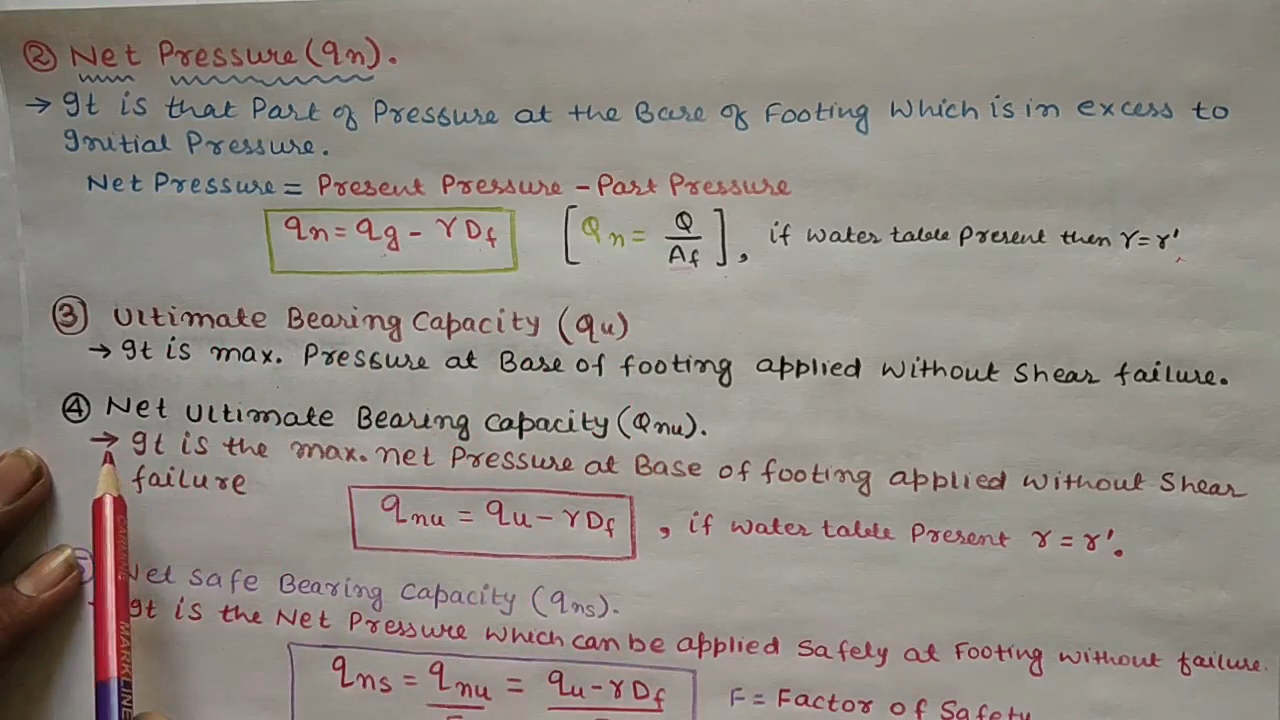 ② Net Pressure (qn).
→ It is that Part of Pressure at the Base of Footing Which is in excess to
Initial Pressure.
Net Pressure = Present Pressure - Part Pressure
qn = qg - γDf [Qn = Q/Af], if water table Present then γ = γ'
③ Ultimate Bearing Capacity (qu)
→ It is max. Pressure at Base of footing applied Without Shear failure.
④ Net Ultimate Bearing Capacity (Qnu).
→ It is the max. net Pressure at Base of footing applied Without Shear
failure
qnu = qu - γDf, if water table Present γ = γ'.
Net Safe Bearing Capacity (qns).
It is the Net Pressure Which can be applied Safely at Footing Without failure.
qns = qnu = qu - γDf F = Factor of Safety
MARKLINE